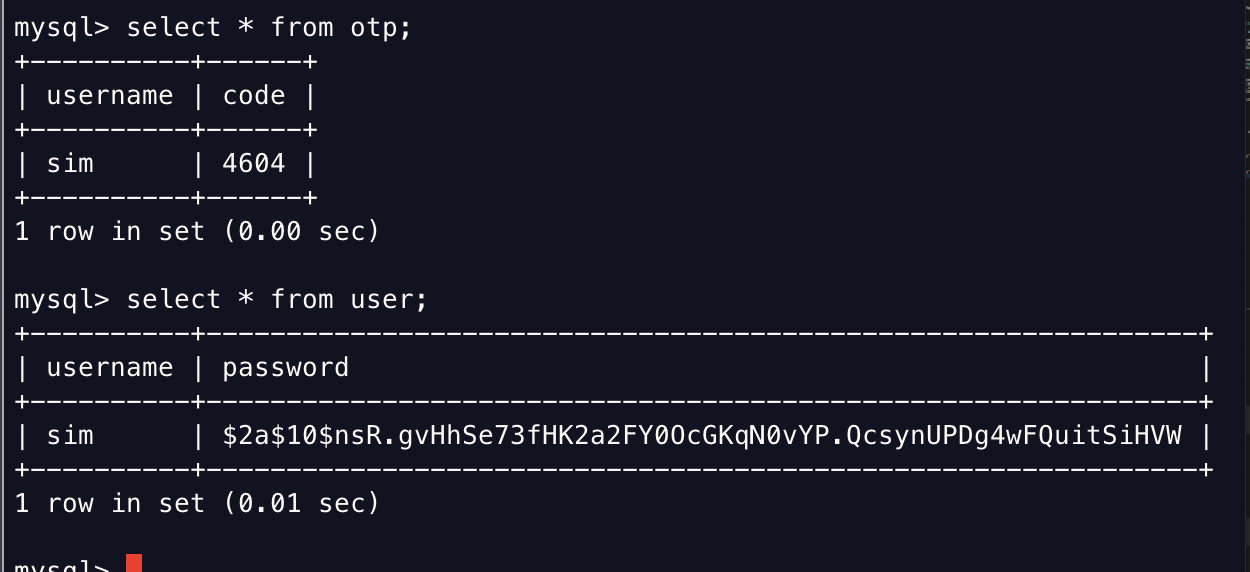 mysql> select * from otp;
+----------+------+
| username | code |
+----------+------+
| sim      | 4604 |
+----------+------+
1 row in set (0.00 sec)

mysql> select * from user;
+----------+--------------------------------------------------------------+
| username | password                                                     |
+----------+--------------------------------------------------------------+
| sim      | $2a$10$nsR.gvHhSe73fHK2a2FY0OcGKqN0vYP.QcsynUPDg4wFQuitSiHVW |
+----------+--------------------------------------------------------------+
1 row in set (0.01 sec)

mysql>